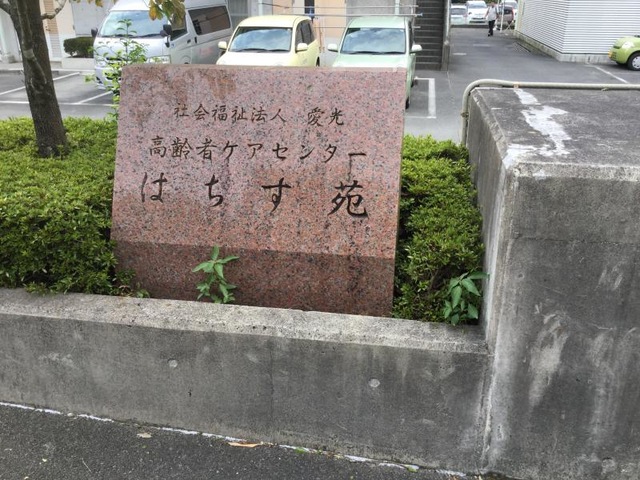 社会福祉法人 愛光
高齢者ケアセンター
はちす苑